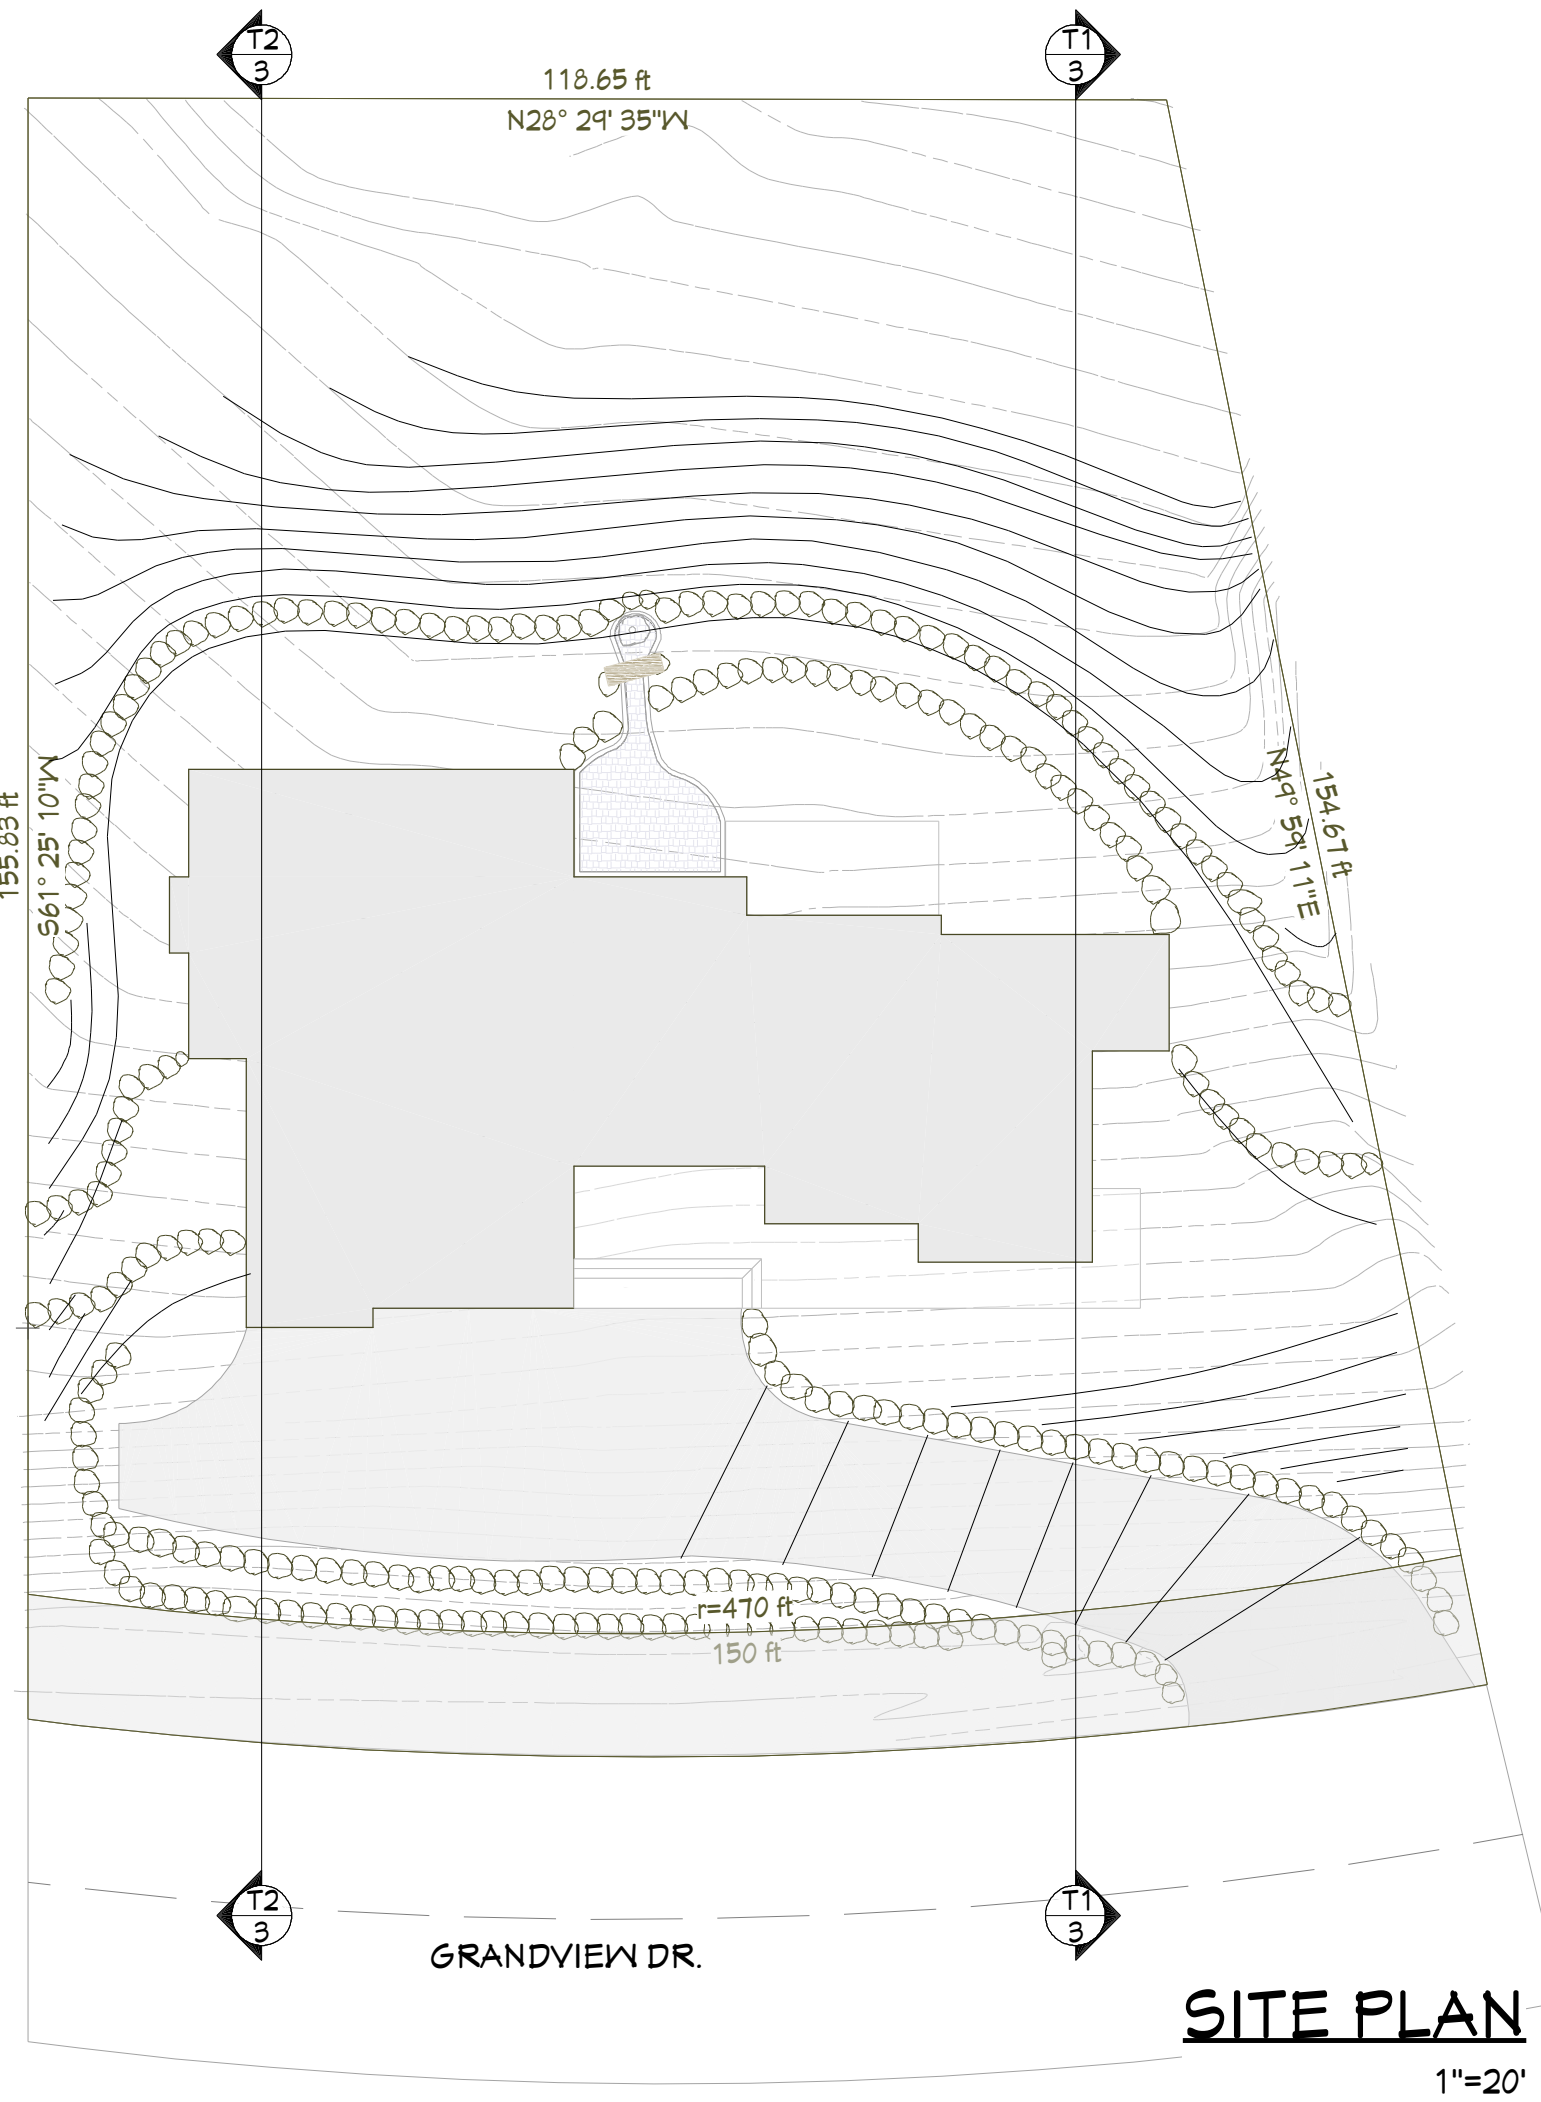 T2
3
T1
3
118.65 ft
N28° 29' 35"W
155.83 ft
S61° 25' 10"W
154.67 ft
N49° 59' 11"E
r=470 ft
150 ft
T2
3
T1
3
GRANDVIEW DR.
SITE PLAN
1"=20'